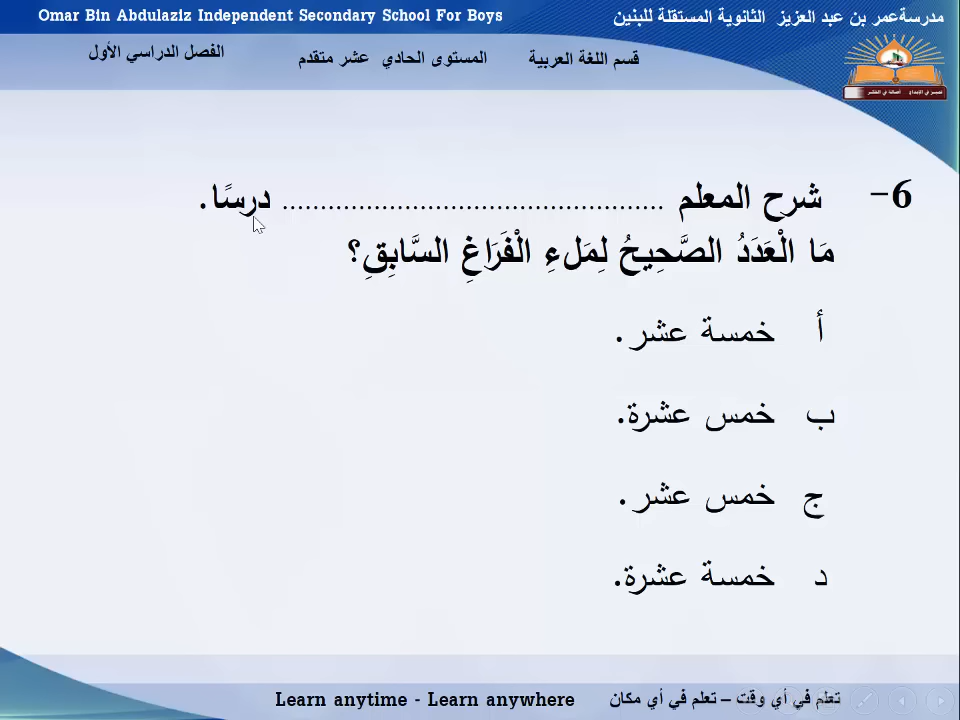 Omar Bin Abdulaziz Independent Secondary School For Boys
مدرسةعمر بن عبد العزيز الثانوية المستقلة للبنين
قسم اللغة العربية
المستوى الحادي عشر متقدم
الفصل الدراسي الأول
6- شرح المعلم ................................................. درسًا.
مَا الْعَدَدُ الصَّحِيحُ لِمَلءِ الْفَرَاغِ السَّابِقِ؟
أ خمسة عشر .
ب خمس عشرة.
ج خمس عشر .
د خمسة عشرة.
تعلم في أي وقت – تعلم في أي مكان
Learn anytime - Learn anywhere